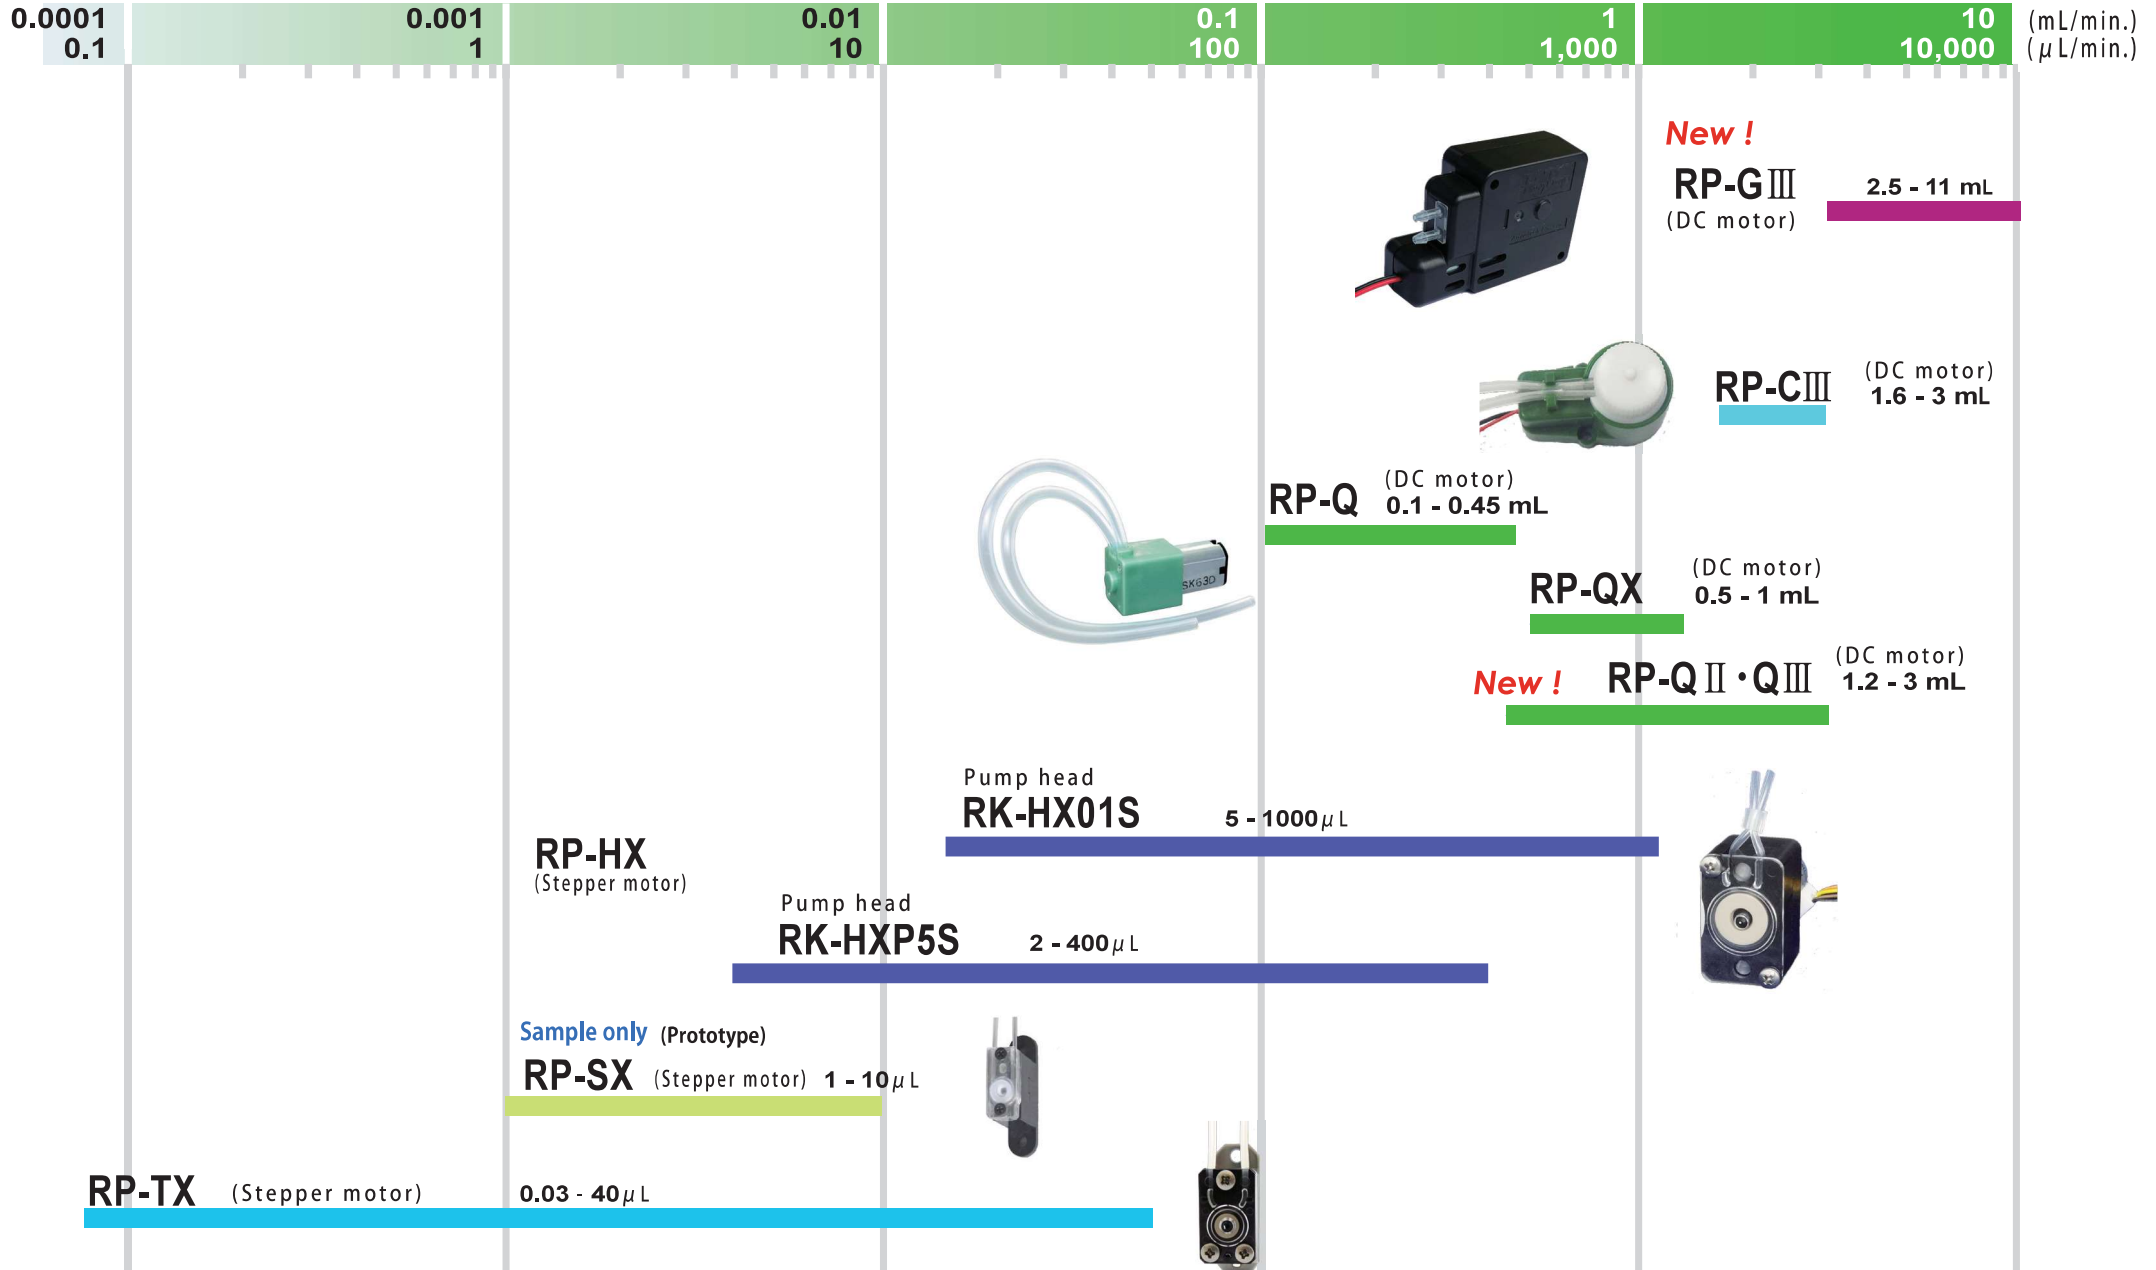 0.0001 0.001 0.01 0.1 1 10 (mL/min.)
0.1 1 10 100 1,000 10,000 (μL/min.)
New !
RP-GⅢ 2.5 - 11 mL
(DC motor)
RP-CⅢ (DC motor)
1.6 - 3 mL
RP-Q (DC motor)
0.1 - 0.45 mL
SK63D
RP-QX (DC motor)
0.5 - 1 mL
New ! RP-QⅡ・QⅢ (DC motor)
1.2 - 3 mL
Pump head
RK-HX01S 5 - 1000μL
RP-HX
(Stepper motor)
Pump head
RK-HXP5S 2 - 400μL
Sample only (Prototype)
RP-SX (Stepper motor) 1 - 10μL
RP-TX (Stepper motor) 0.03 - 40μL